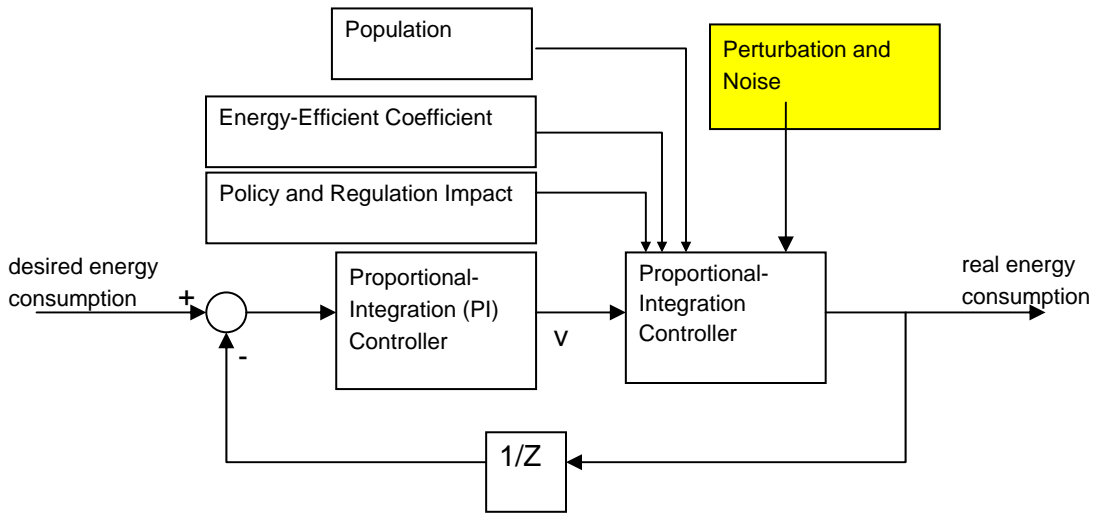 Population
Perturbation and
Noise
Energy-Efficient Coefficient
Policy and Regulation Impact
desired energy
consumption
+
-
Proportional-
Integration (PI)
Controller
v
Proportional-
Integration
Controller
real energy
consumption
1/Z